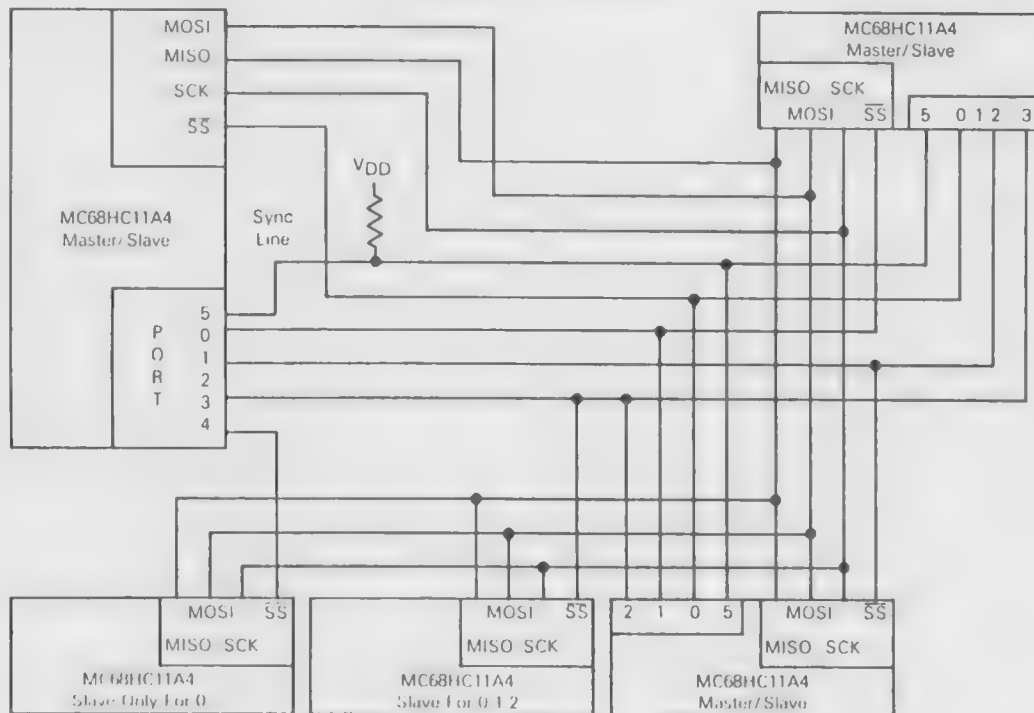 MOSI
MISO
SCK
SS
MC68HC11A4
Master/Slave
Sync
Line
VDD
PORT
5
0
1
2
3
4
MC68HC11A4
Master/Slave
MISO SCK
MOSI SS
5 0 1 2 3
MOSI SS
MISO SCK
MC68HC11A4
Slave Only For 0
MOSI SS
MISO SCK
MC68HC11A4
Slave For 0 1 2
2 1 0 5
MOSI SS
MISO SCK
MC68HC11A4
Master/Slave